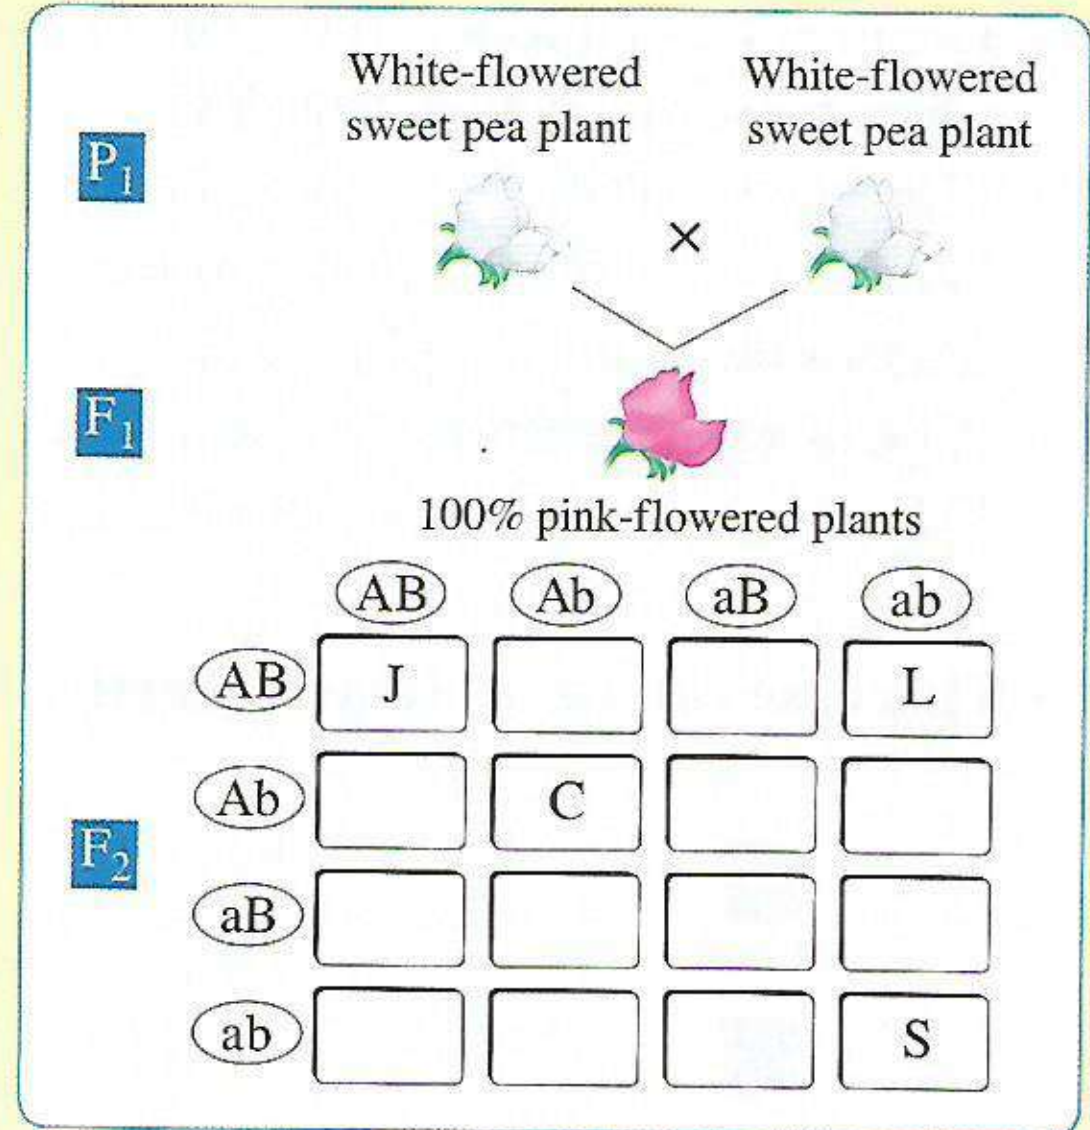 White-flowered White-flowered
sweet pea plant sweet pea plant
P1
×
F1
100% pink-flowered plants
AB Ab aB ab
AB J L
Ab C
F2
aB
ab S